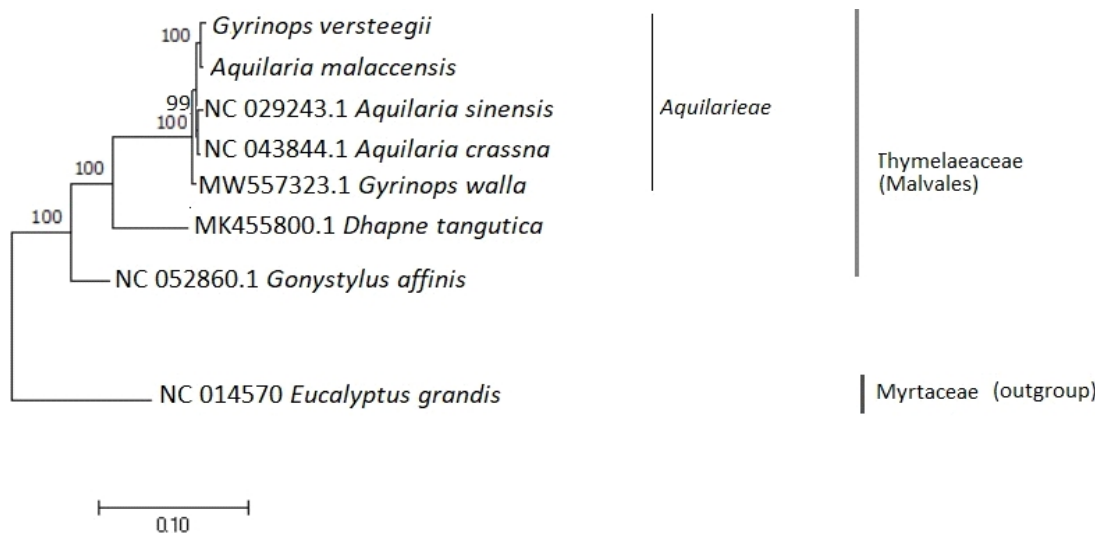 100
Gyrinops versteegii
Aquilaria malaccensis
99
NC 029243.1 Aquilaria sinensis
Aquilarieae
100
NC 043844.1 Aquilaria crassna
Thymelaeaceae
(Malvales)
100
MW557323.1 Gyrinops walla
100
MK455800.1 Dhapne tangutica
NC 052860.1 Gonystylus affinis
NC 014570 Eucalyptus grandis
Myrtaceae (outgroup)
0.10